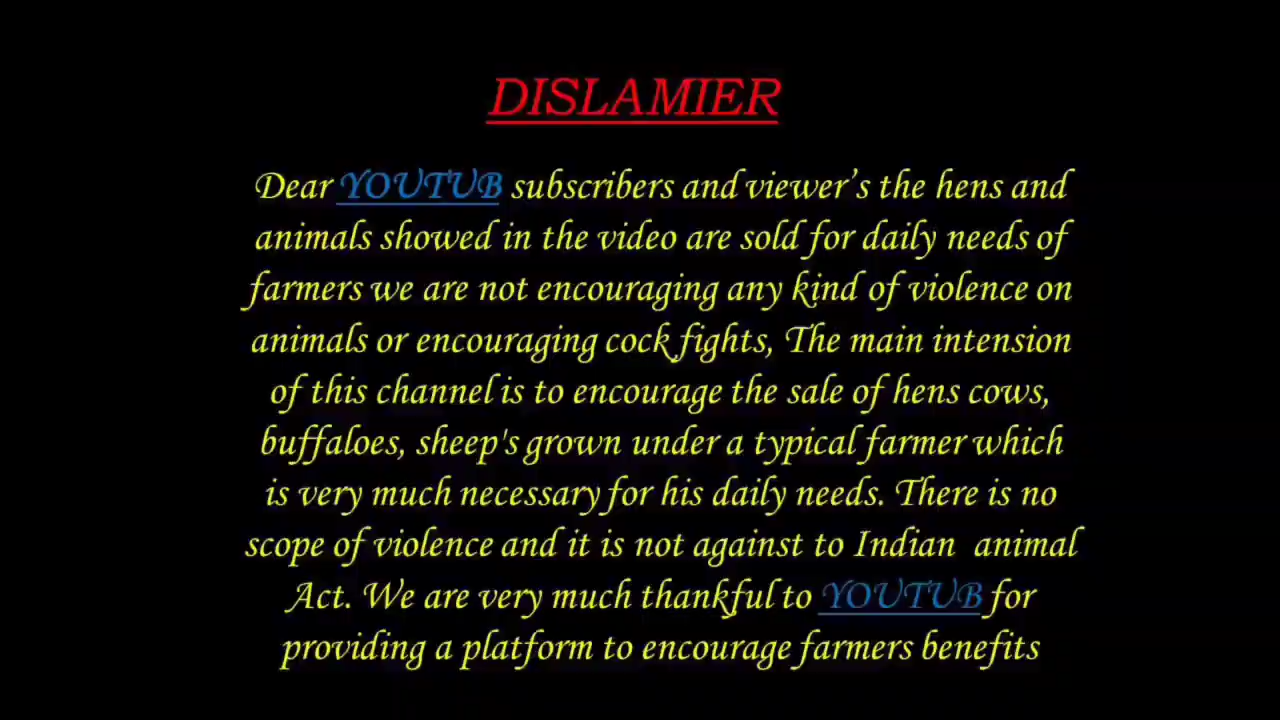 DISLAMIER
Dear YOUTUB subscribers and viewer’s the hens and
animals showed in the video are sold for daily needs of
farmers we are not encouraging any kind of violence on
animals or encouraging cock fights, The main intension
of this channel is to encourage the sale of hens cows,
buffaloes, sheep's grown under a typical farmer which
is very much necessary for his daily needs. There is no
scope of violence and it is not against to Indian animal
Act. We are very much thankful to YOUTUB for
providing a platform to encourage farmers benefits